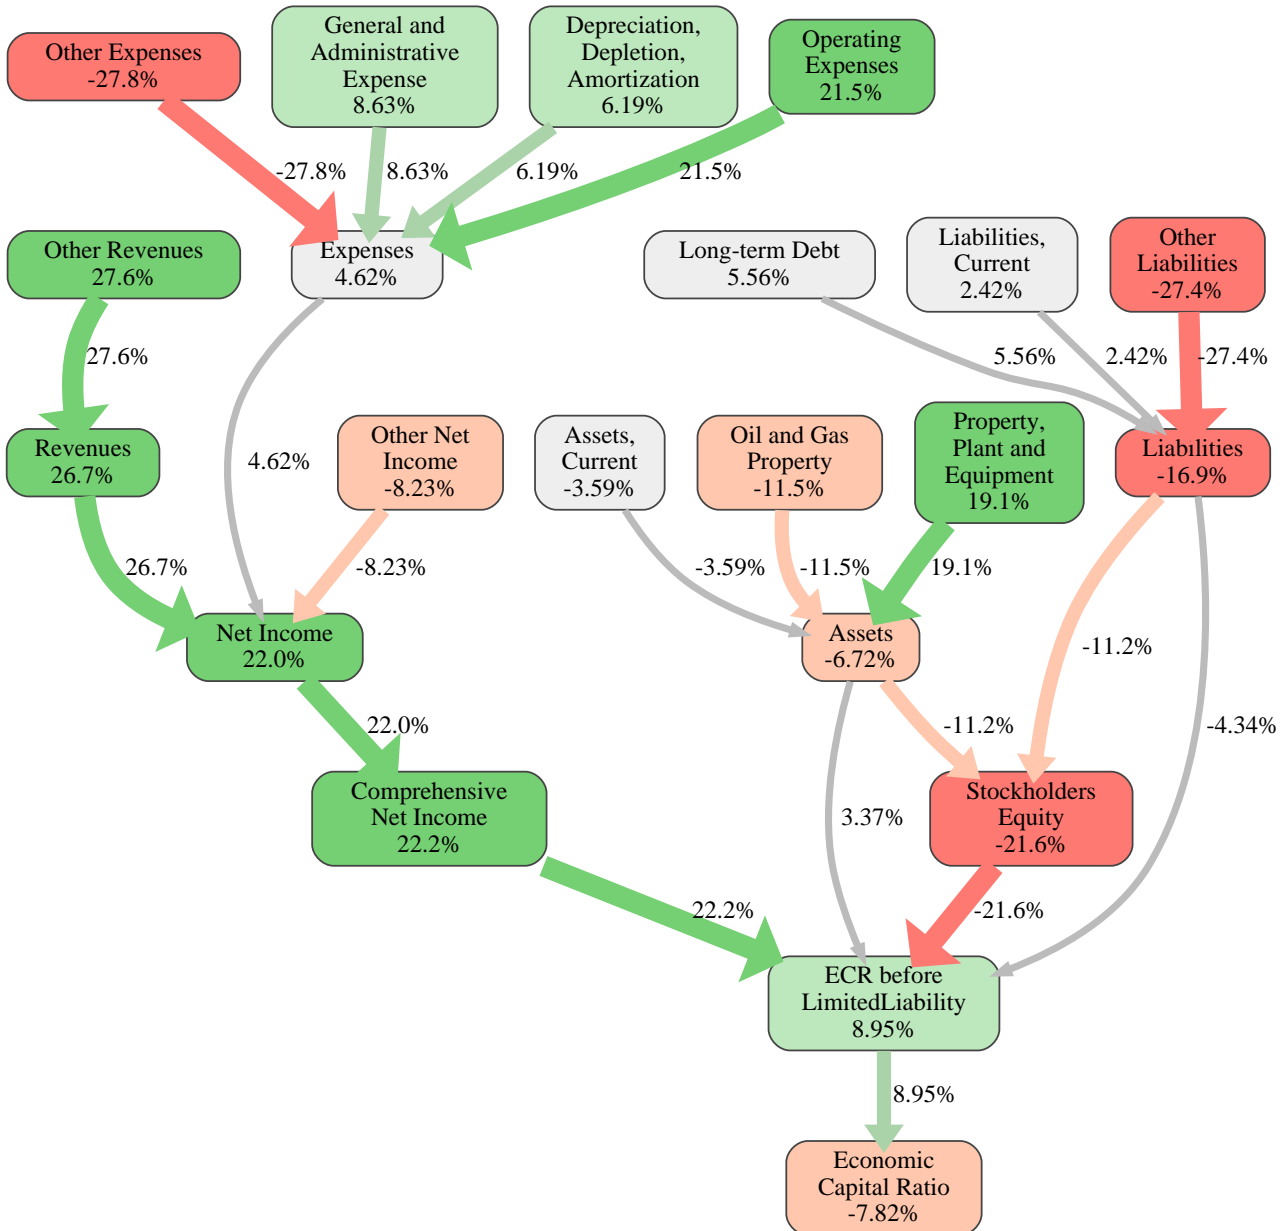 Other Expenses
-27.8%
General and
Administrative
Expense
8.63%
Depreciation,
Depletion,
Amortization
6.19%
Operating
Expenses
21.5%
-27.8%
8.63%
6.19%
21.5%
Other Revenues
27.6%
Expenses
4.62%
Long-term Debt
5.56%
Liabilities,
Current
2.42%
Other
Liabilities
-27.4%
27.6%
5.56%
2.42%
-27.4%
Revenues
26.7%
4.62%
Other Net
Income
-8.23%
Assets,
Current
-3.59%
Oil and Gas
Property
-11.5%
Property,
Plant and
Equipment
19.1%
Liabilities
-16.9%
26.7%
-8.23%
-3.59%
-11.5%
19.1%
Net Income
22.0%
Assets
-6.72%
-11.2%
22.0%
-11.2%
-4.34%
Comprehensive
Net Income
22.2%
3.37%
Stockholders
Equity
-21.6%
22.2%
-21.6%
ECR before
LimitedLiability
8.95%
8.95%
Economic
Capital Ratio
-7.82%